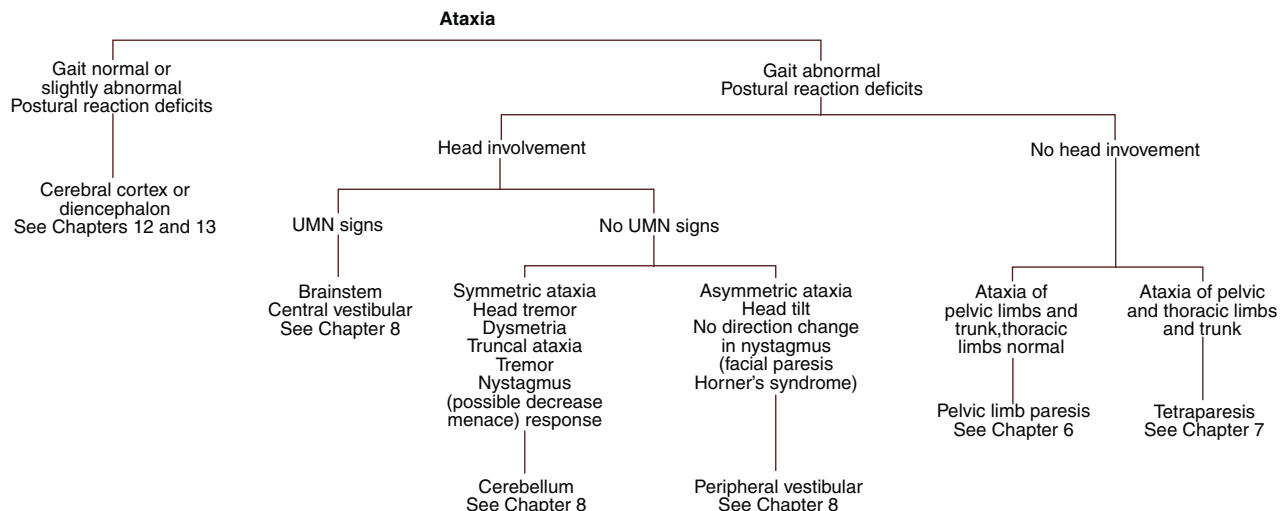 Ataxia
Gait normal or
slightly abnormal
Postural reaction deficits
Cerebral cortex or
diencephalon
See Chapters 12 and 13
Gait abnormal
Postural reaction deficits
Head involvement
UMN signs
Brainstem
Central vestibular
See Chapter 8
No UMN signs
Symmetric ataxia
Head tremor
Dysmetria
Truncal ataxia
Tremor
Nystagmus
(possible decrease
menace) response
Cerebellum
See Chapter 8
Asymmetric ataxia
Head tilt
No direction change
in nystagmus
(facial paresis
Horner's syndrome)
Peripheral vestibular
See Chapter 8
No head invovement
Ataxia of
pelvic limbs and
trunk,thoracic
limbs normal
Pelvic limb paresis
See Chapter 6
Ataxia of pelvic
and thoracic limbs
and trunk
Tetraparesis
See Chapter 7